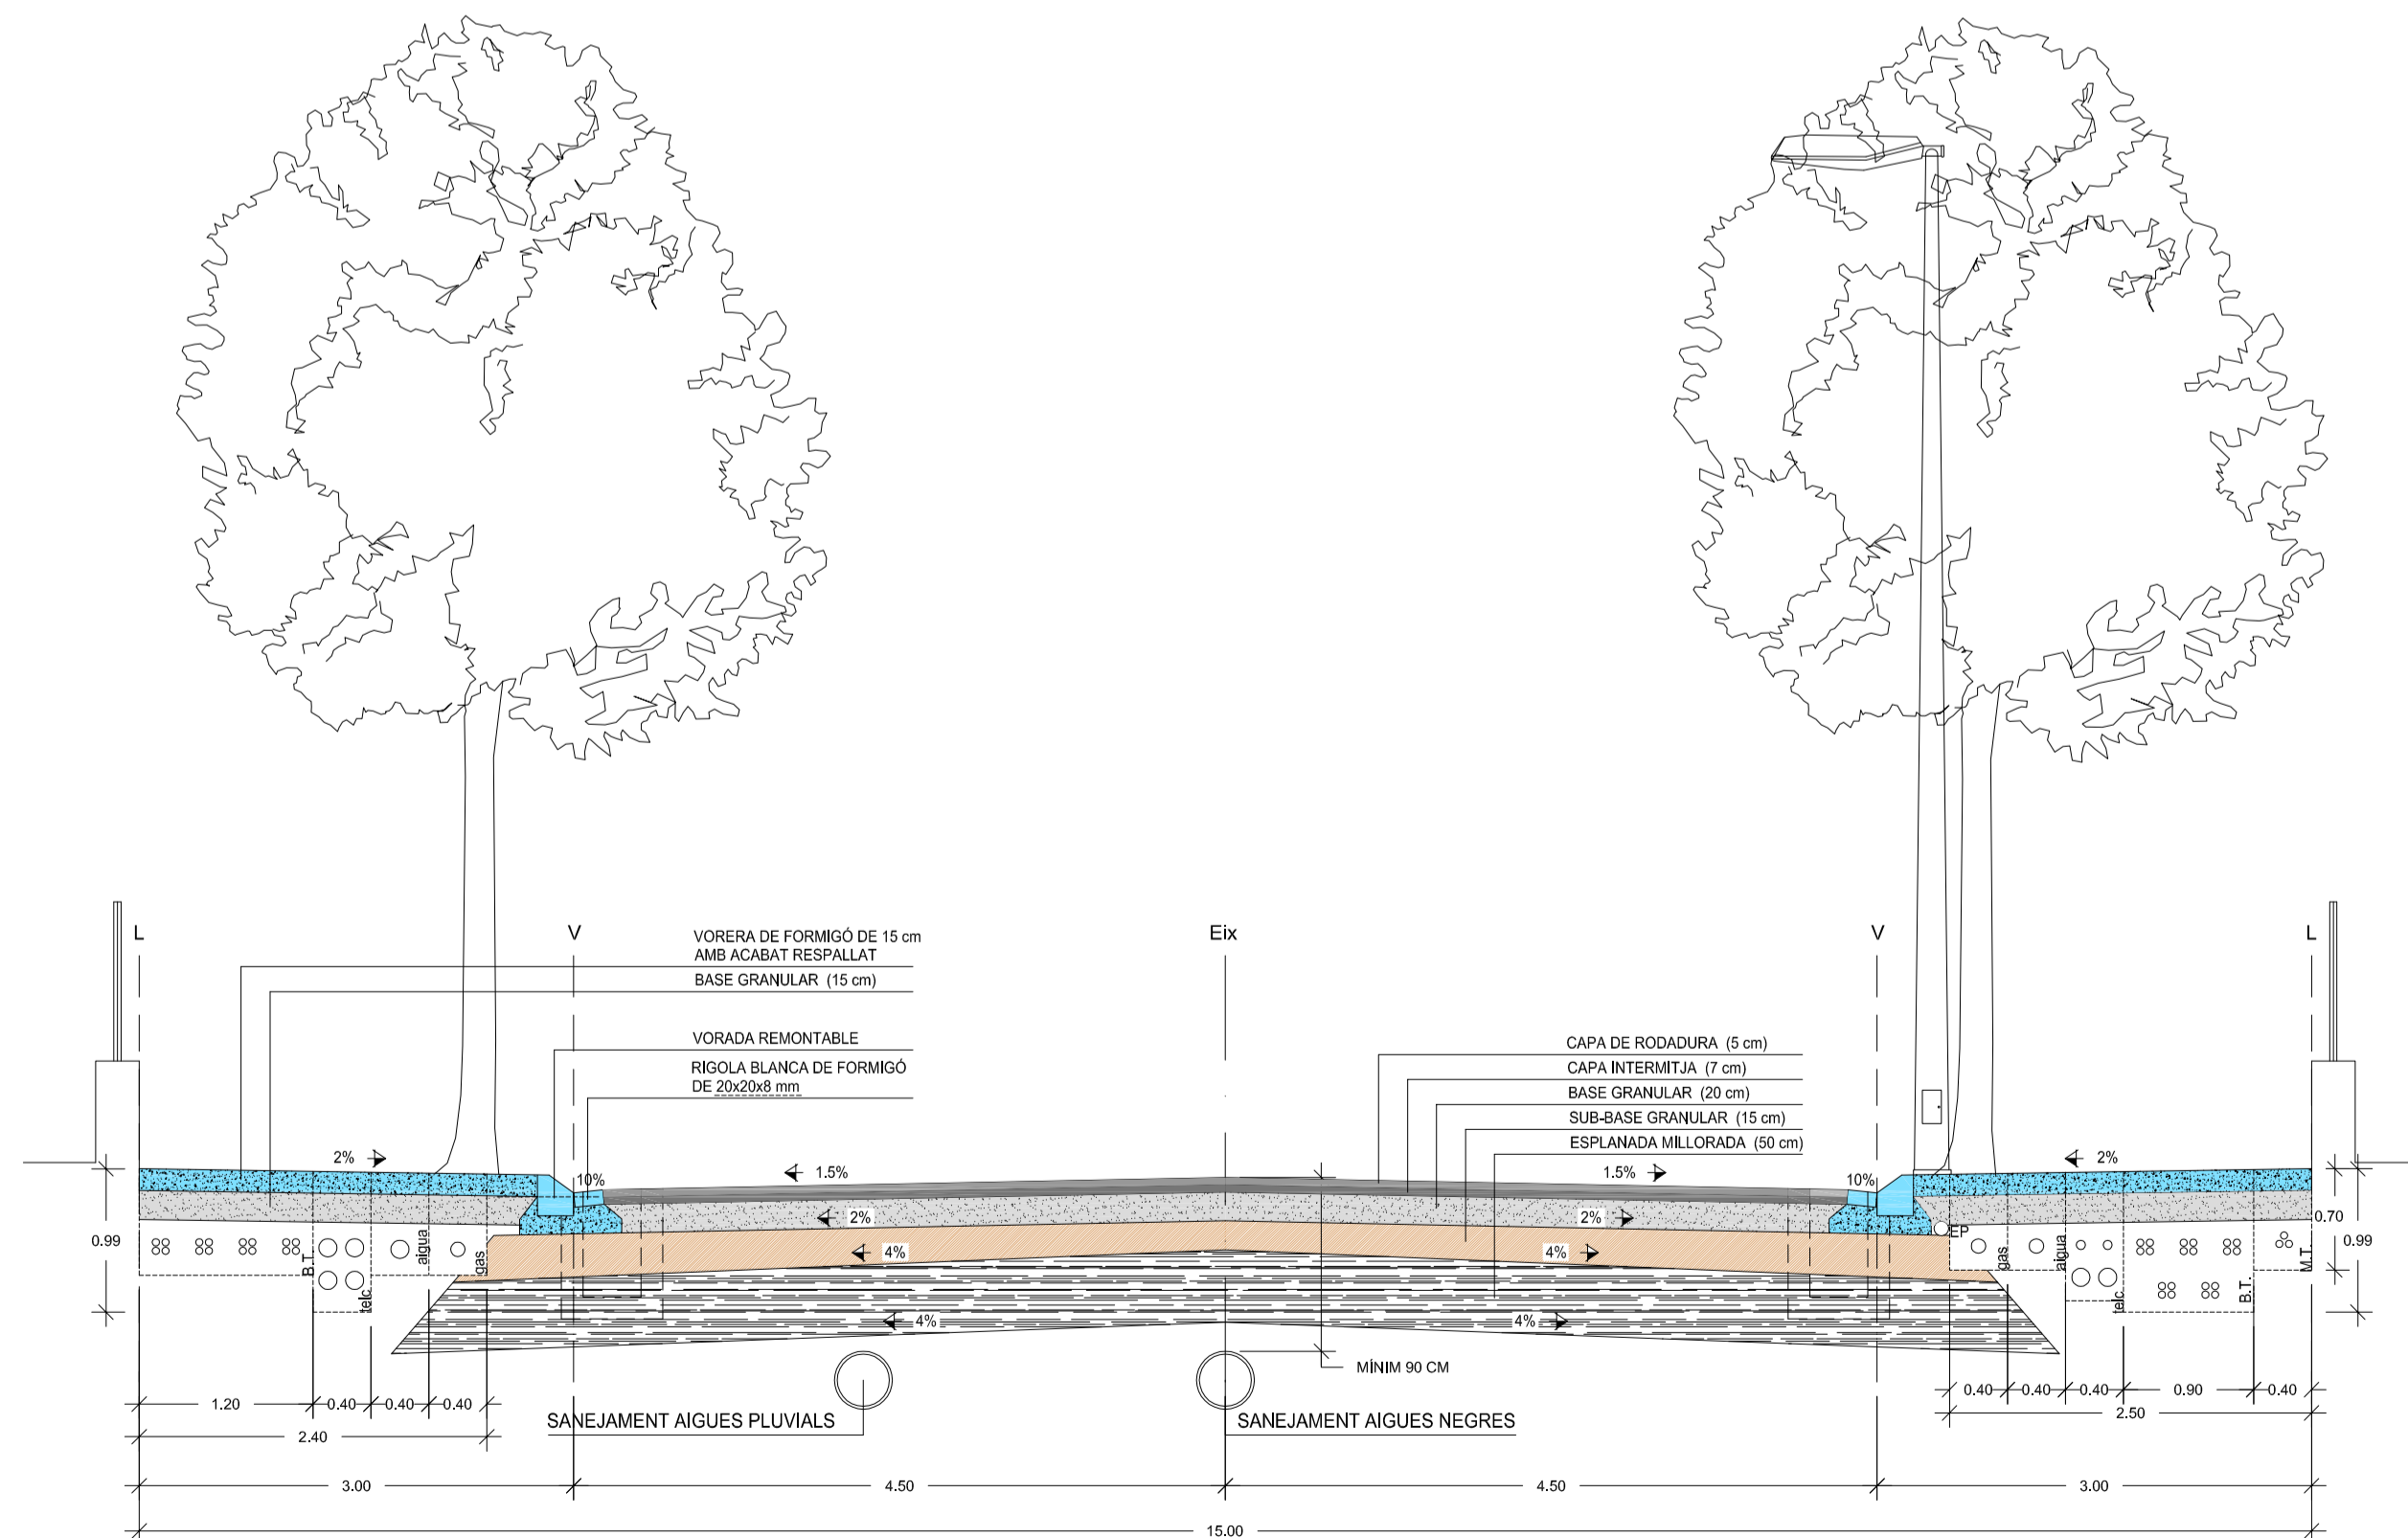 L
V
Eix
V
L
VORERA DE FORMIGÓ DE 15 cm
AMB ACABAT RESPALLAT
BASE GRANULAR (15 cm)
VORADA REMONTABLE
RIGOLA BLANCA DE FORMIGÓ
DE 20x20x8 mm
CAPA DE RODADURA (5 cm)
CAPA INTERMITJA (7 cm)
BASE GRANULAR (20 cm)
SUB-BASE GRANULAR (15 cm)
ESPLANADA MILLORADA (50 cm)
2%
10%
1.5%
1.5%
10%
2%
2%
2%
4%
4%
4%
4%
0.99
B.T.
telc.
aigua
gas
EP
gas
aigua
telc.
B.T.
M.T.
0.70
0.99
MÍNIM 90 CM
1.20
0.40
0.40
0.40
2.40
SANEJAMENT AIGUES PLUVIALS
SANEJAMENT AIGUES NEGRES
0.40
0.40
0.40
0.90
0.40
2.50
3.00
4.50
4.50
3.00
15.00